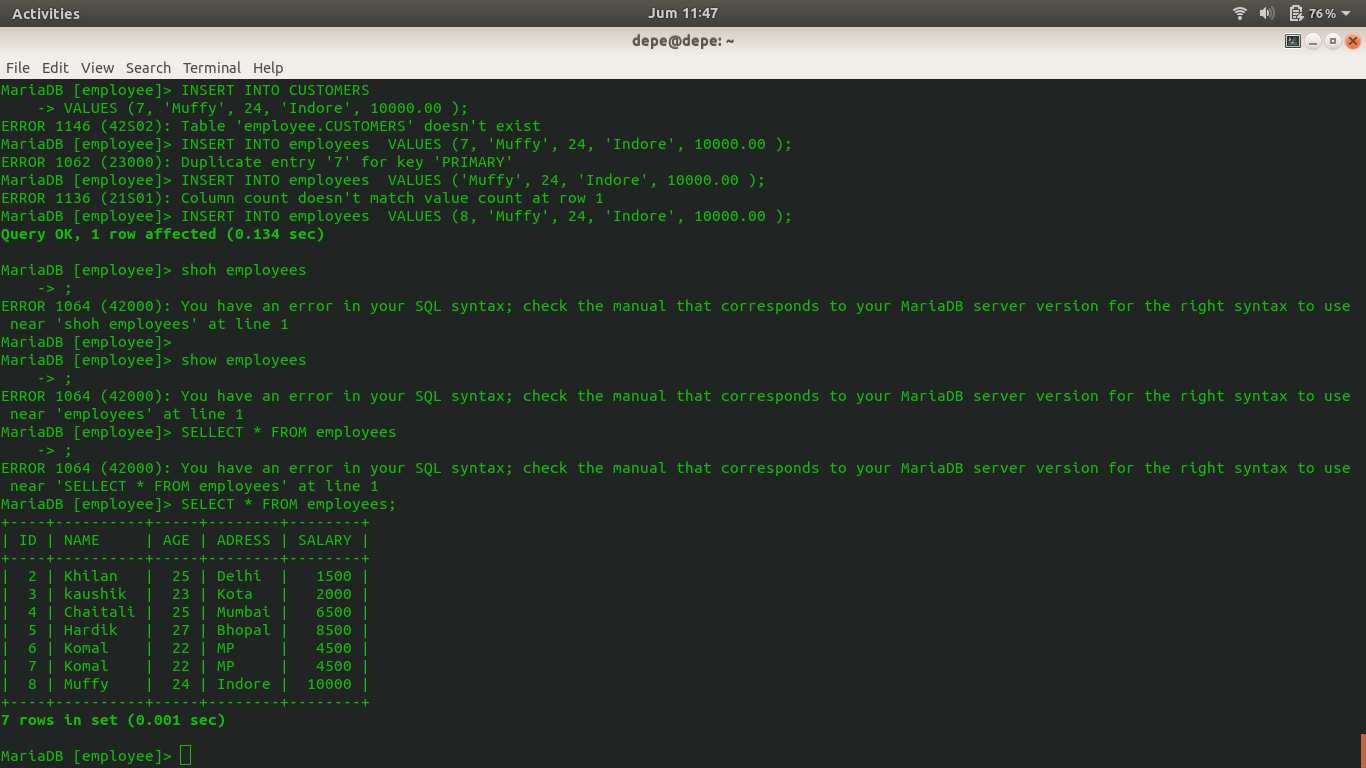 Activities
Jum 11:47
76%
depe@depe: ~
File Edit View Search Terminal Help
MariaDB [employee]> INSERT INTO CUSTOMERS
    -> VALUES (7, 'Muffy', 24, 'Indore', 10000.00 );
ERROR 1146 (42S02): Table 'employee.CUSTOMERS' doesn't exist
MariaDB [employee]> INSERT INTO employees  VALUES (7, 'Muffy', 24, 'Indore', 10000.00 );
ERROR 1062 (23000): Duplicate entry '7' for key 'PRIMARY'
MariaDB [employee]> INSERT INTO employees  VALUES ('Muffy', 24, 'Indore', 10000.00 );
ERROR 1136 (21S01): Column count doesn't match value count at row 1
MariaDB [employee]> INSERT INTO employees  VALUES (8, 'Muffy', 24, 'Indore', 10000.00 );
Query OK, 1 row affected (0.134 sec)

MariaDB [employee]> shoh employees
    -> ;
ERROR 1064 (42000): You have an error in your SQL syntax; check the manual that corresponds to your MariaDB server version for the right syntax to use
 near 'shoh employees' at line 1
MariaDB [employee]>
MariaDB [employee]> show employees
    -> ;
ERROR 1064 (42000): You have an error in your SQL syntax; check the manual that corresponds to your MariaDB server version for the right syntax to use
 near 'employees' at line 1
MariaDB [employee]> SELLECT * FROM employees
    -> ;
ERROR 1064 (42000): You have an error in your SQL syntax; check the manual that corresponds to your MariaDB server version for the right syntax to use
 near 'SELLECT * FROM employees' at line 1
MariaDB [employee]> SELECT * FROM employees;
+----+----------+-----+--------+--------+
| ID | NAME     | AGE | ADRESS | SALARY |
+----+----------+-----+--------+--------+
|  2 | Khilan   |  25 | Delhi  |   1500 |
|  3 | kaushik  |  23 | Kota   |   2000 |
|  4 | Chaitali |  25 | Mumbai |   6500 |
|  5 | Hardik   |  27 | Bhopal |   8500 |
|  6 | Komal    |  22 | MP     |   4500 |
|  7 | Komal    |  22 | MP     |   4500 |
|  8 | Muffy    |  24 | Indore |  10000 |
+----+----------+-----+--------+--------+
7 rows in set (0.001 sec)

MariaDB [employee]>